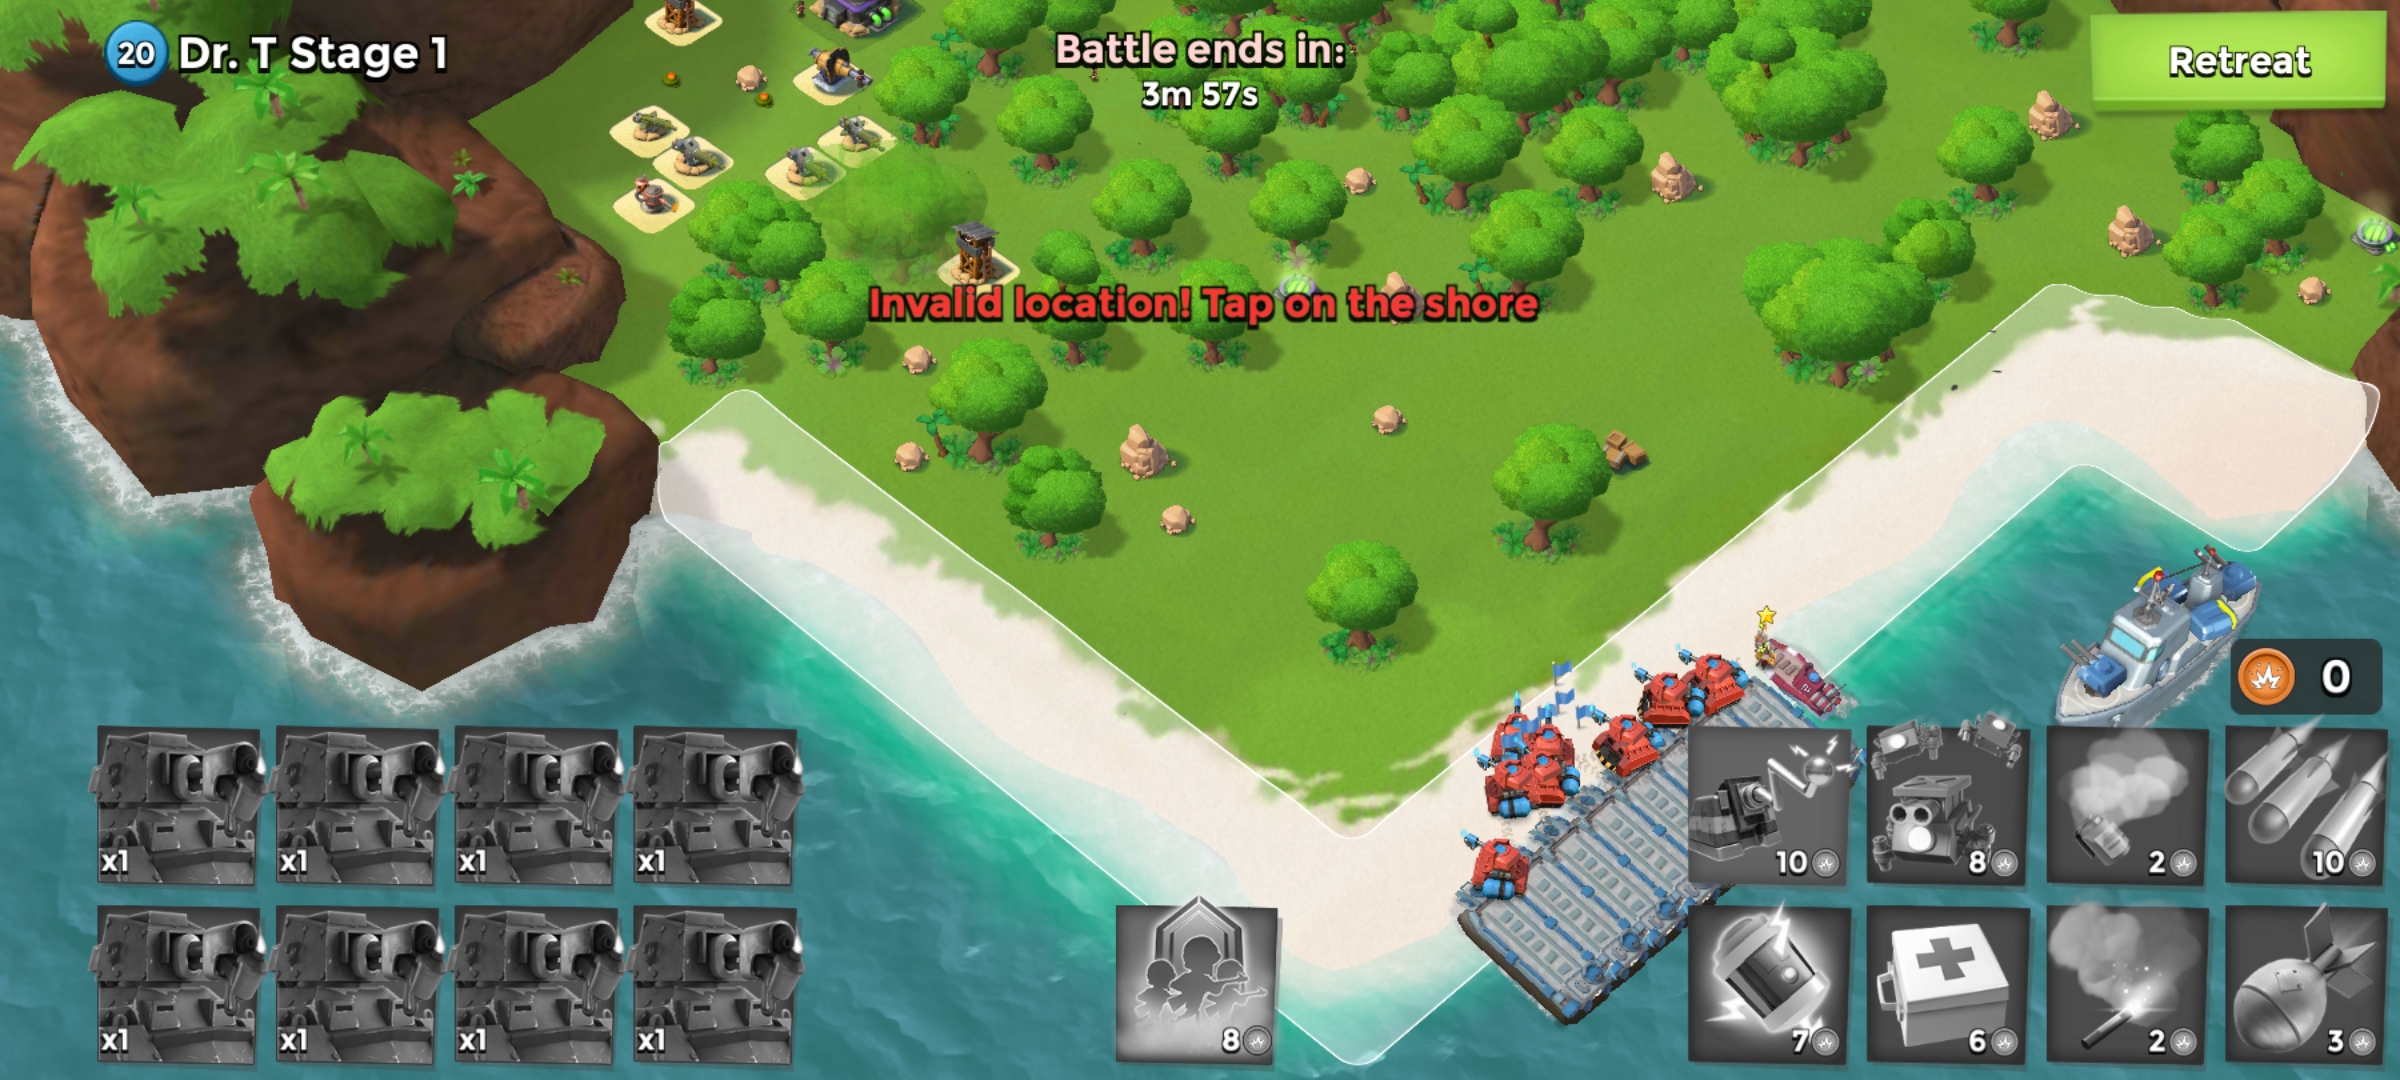 20 Dr. T Stage 1
Battle ends in:
3m 57s
Retreat
Invalid location! Tap on the shore
0
x1 x1 x1 x1
10 8 2 10
x1 x1 x1 x1
8
7 6 2 3